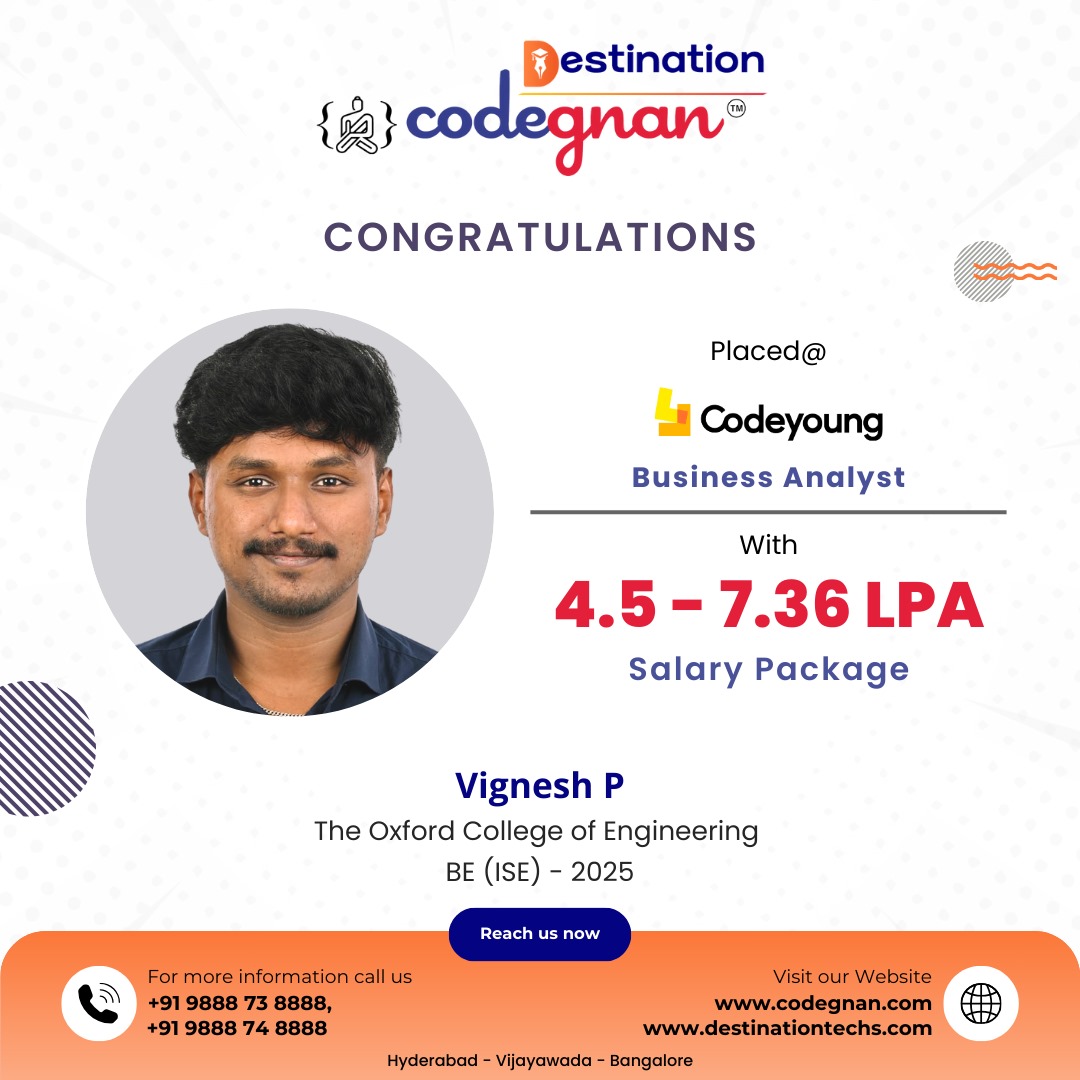 Destination
codegnan TM
CONGRATULATIONS
Placed@
Codeyoung
Business Analyst
With
4.5 - 7.36 LPA
Salary Package
Vignesh P
The Oxford College of Engineering
BE (ISE) - 2025
Reach us now
For more information call us
+91 9888 73 8888,
+91 9888 74 8888
Visit our Website
www.codegnan.com
www.destinationtechs.com
Hyderabad - Vijayawada - Bangalore